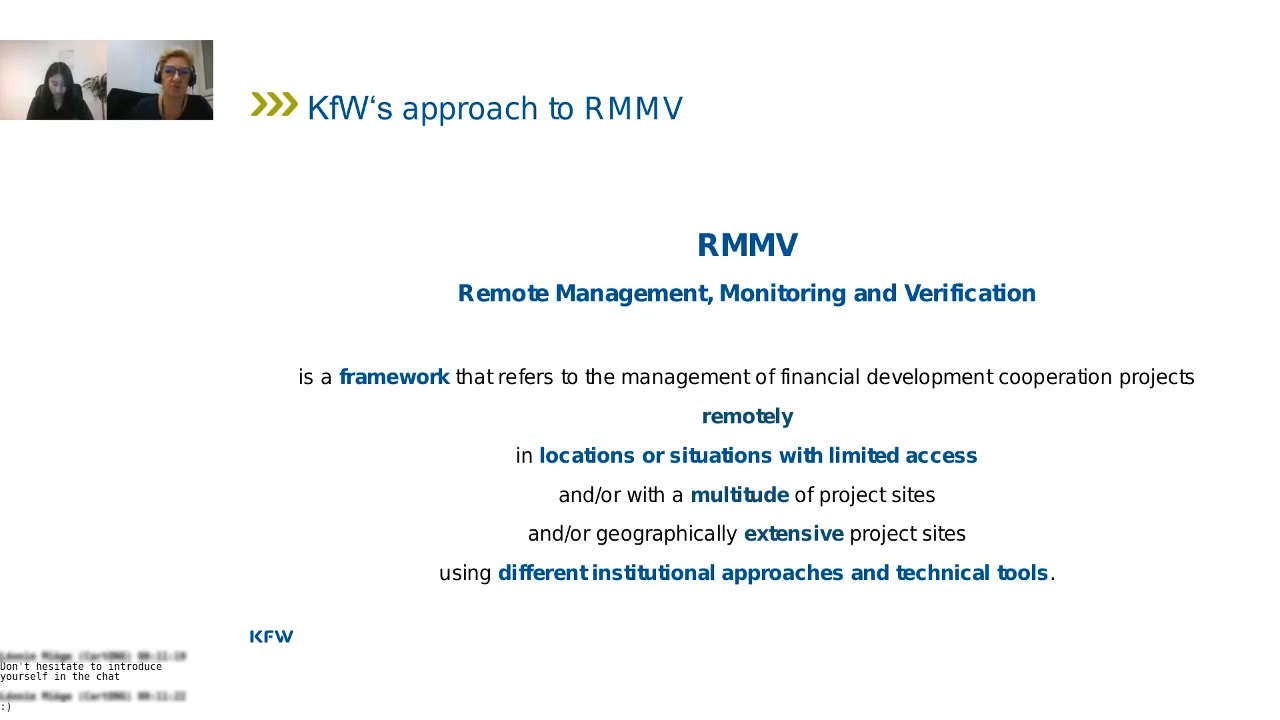 KfW‘s approach to RMMV
RMMV
Remote Management, Monitoring and Verification
is a framework that refers to the management of financial development cooperation projects
remotely
in locations or situations with limited access
and/or with a multitude of project sites
and/or geographically extensive project sites
using different institutional approaches and technical tools.
KFW
Don't hesitate to introduce
yourself in the chat
:)